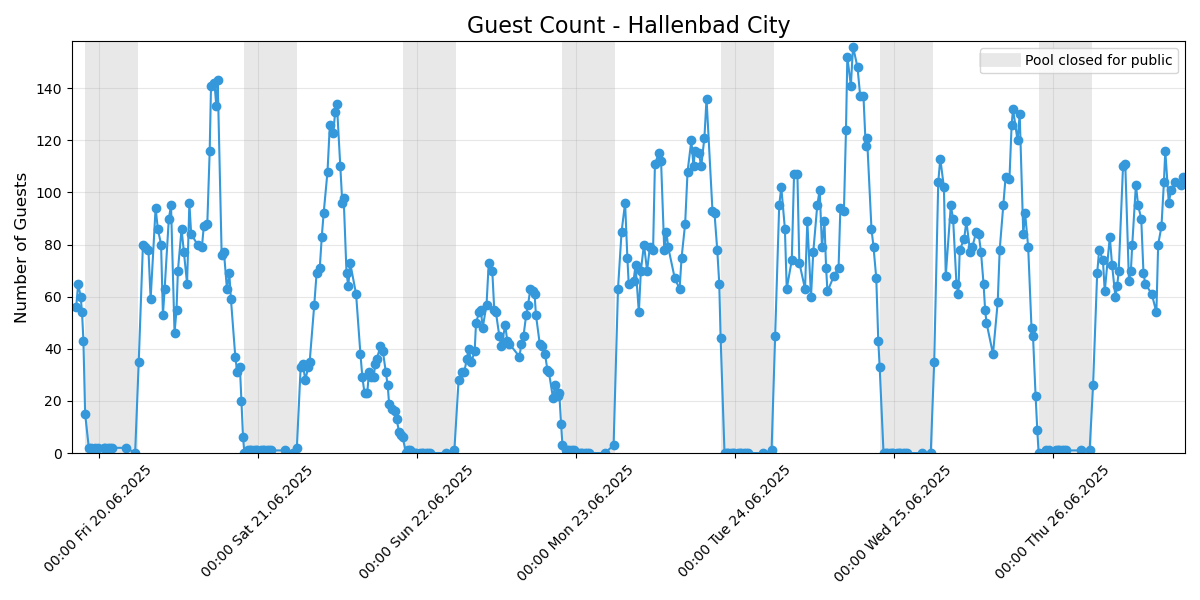 Guest Count - Hallenbad City
Pool closed for public
Number of Guests
140
120
100
80
60
40
20
0
00:00 Fri 20.06.2025
00:00 Sat 21.06.2025
00:00 Sun 22.06.2025
00:00 Mon 23.06.2025
00:00 Tue 24.06.2025
00:00 Wed 25.06.2025
00:00 Thu 26.06.2025